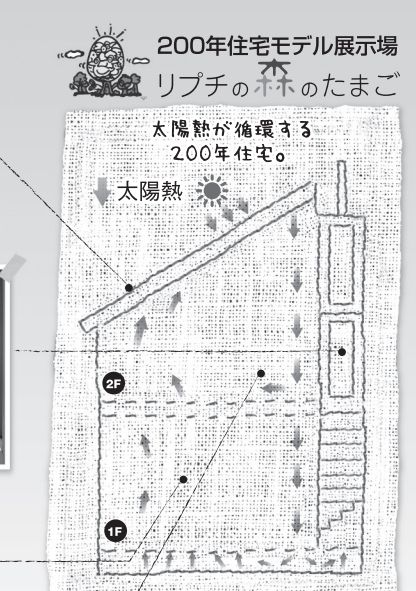 200年住宅モデル展示場
リプチの森のたまご
太陽熱が循環する
200年住宅。
太陽熱
2F
1F